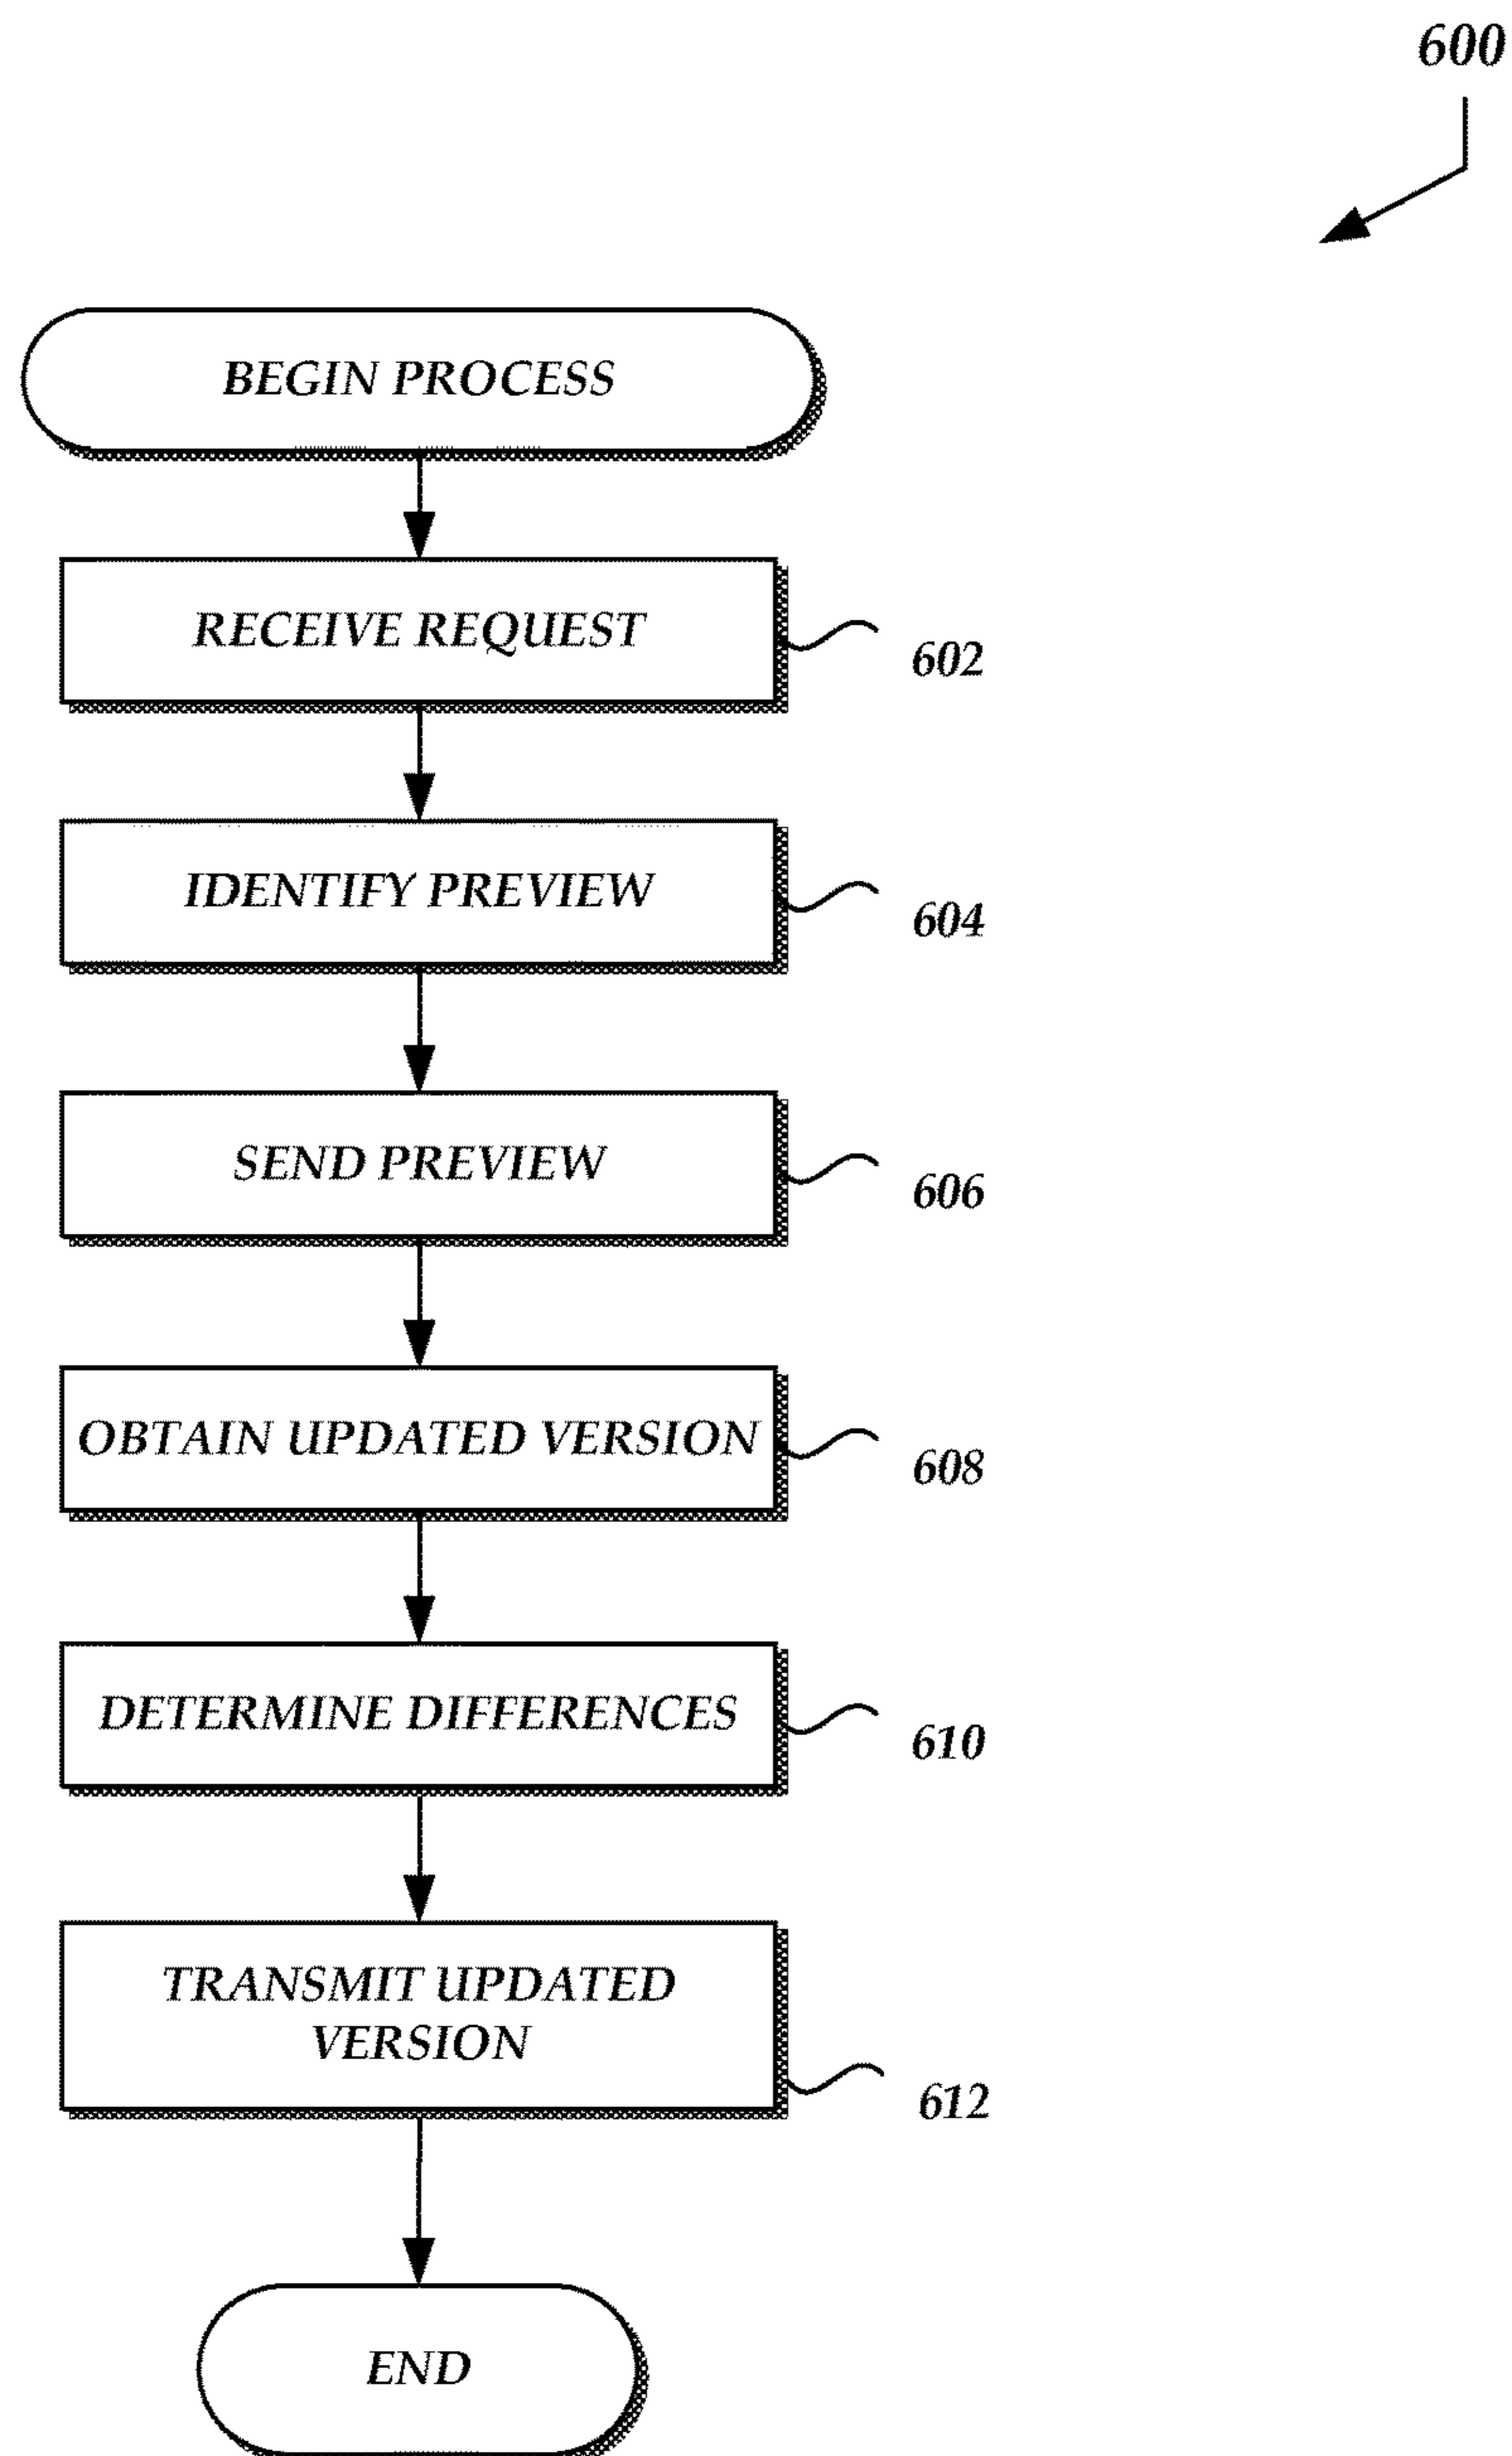 600
BEGIN PROCESS
RECEIVE REQUEST
602
IDENTIFY PREVIEW
604
SEND PREVIEW
606
OBTAIN UPDATED VERSION
608
DETERMINE DIFFERENCES
610
TRANSMIT UPDATED
VERSION
612
END